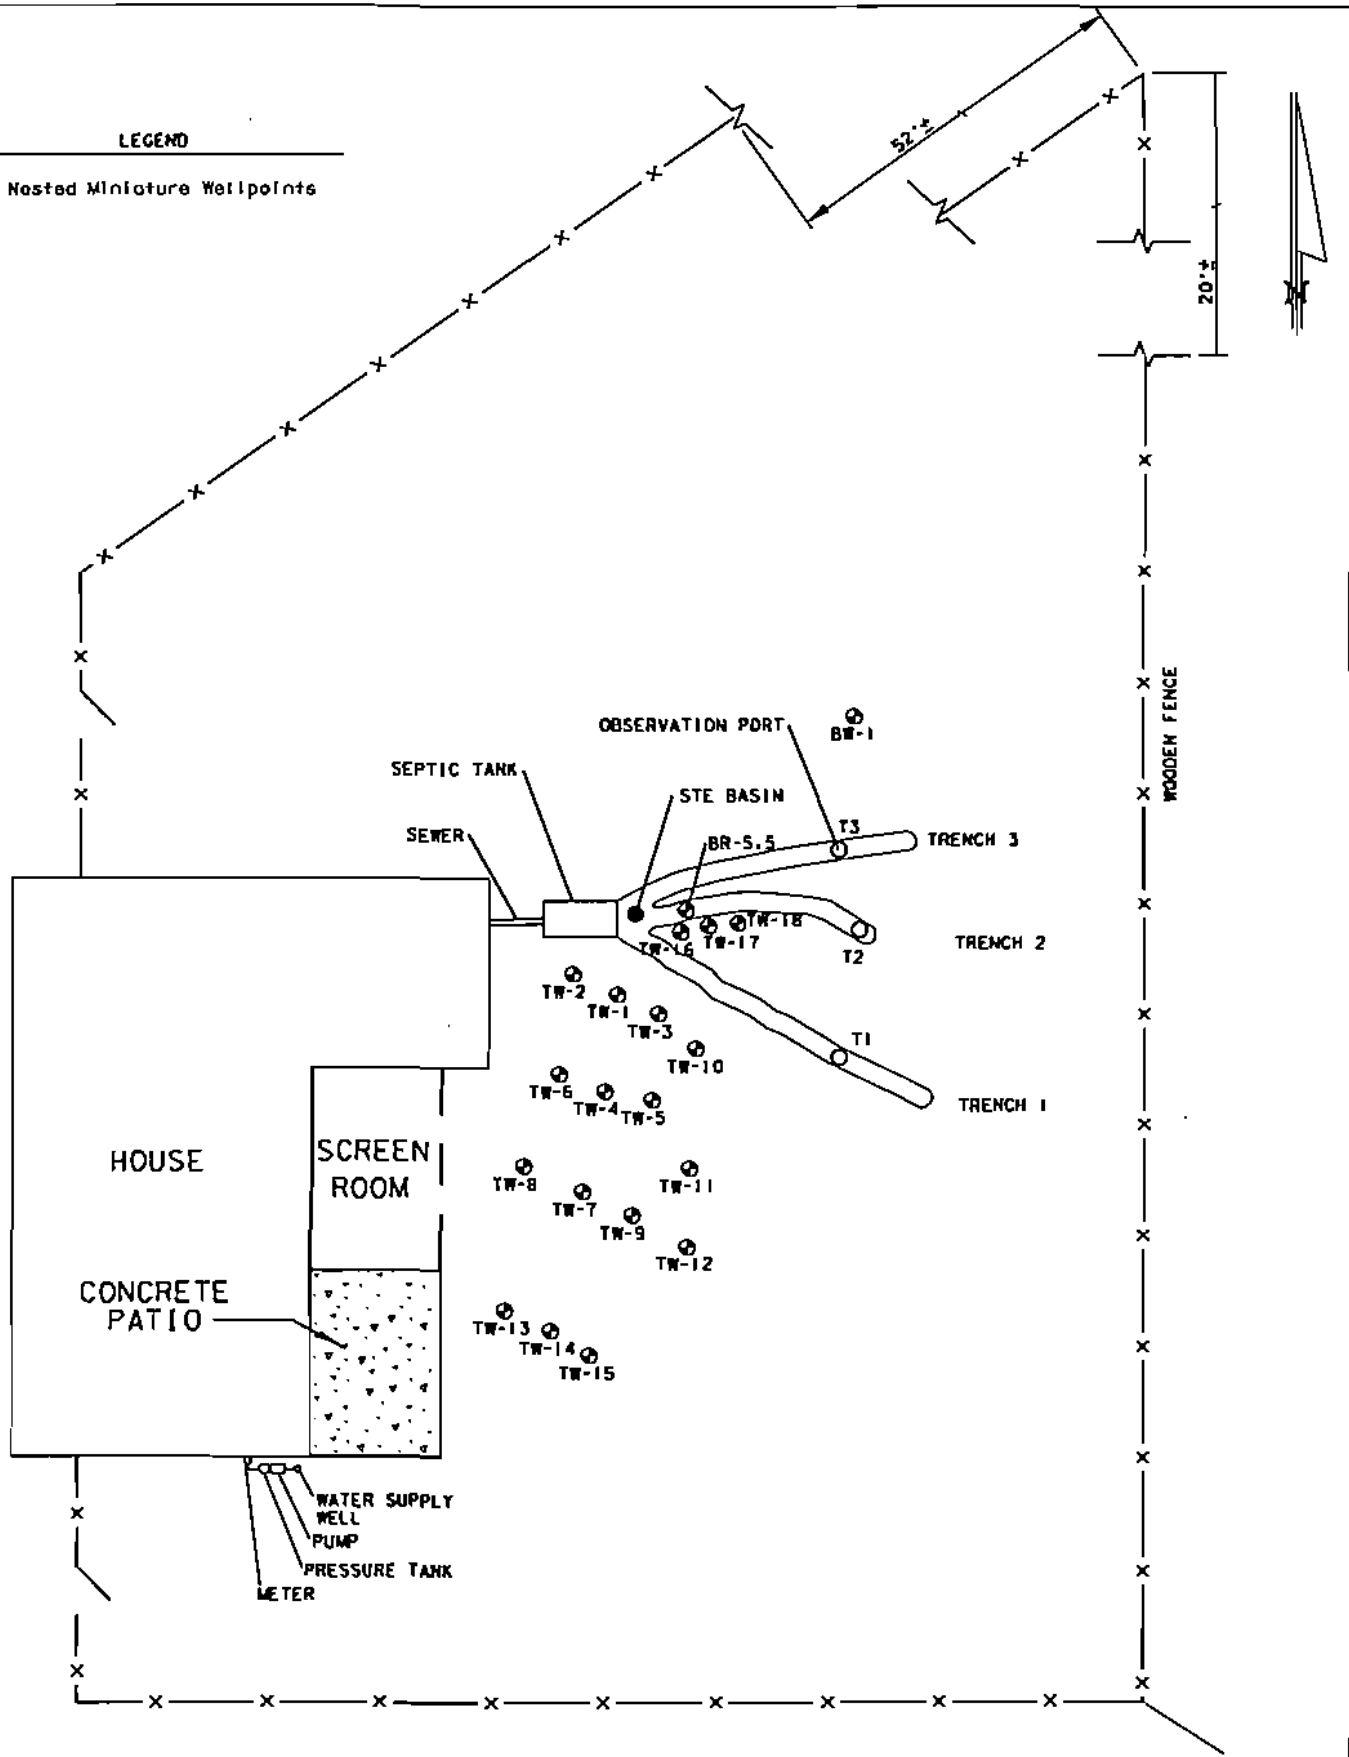 LEGEND
Nested Miniature Wellpoints
52'±
20'±
N
WOODEN FENCE
BW-1
OBSERVATION PORT
SEPTIC TANK
STE BASIN
SEWER
BR-5.5
T3
TRENCH 3
TW-16
TW-17
TW-18
T2
TRENCH 2
TW-2
TW-1
TW-3
TW-10
T1
TRENCH 1
TW-6
TW-4
TW-5
HOUSE
SCREEN
ROOM
TW-8
TW-7
TW-9
TW-11
TW-12
CONCRETE
PATIO
TW-13
TW-14
TW-15
WATER SUPPLY
WELL
PUMP
PRESSURE TANK
METER